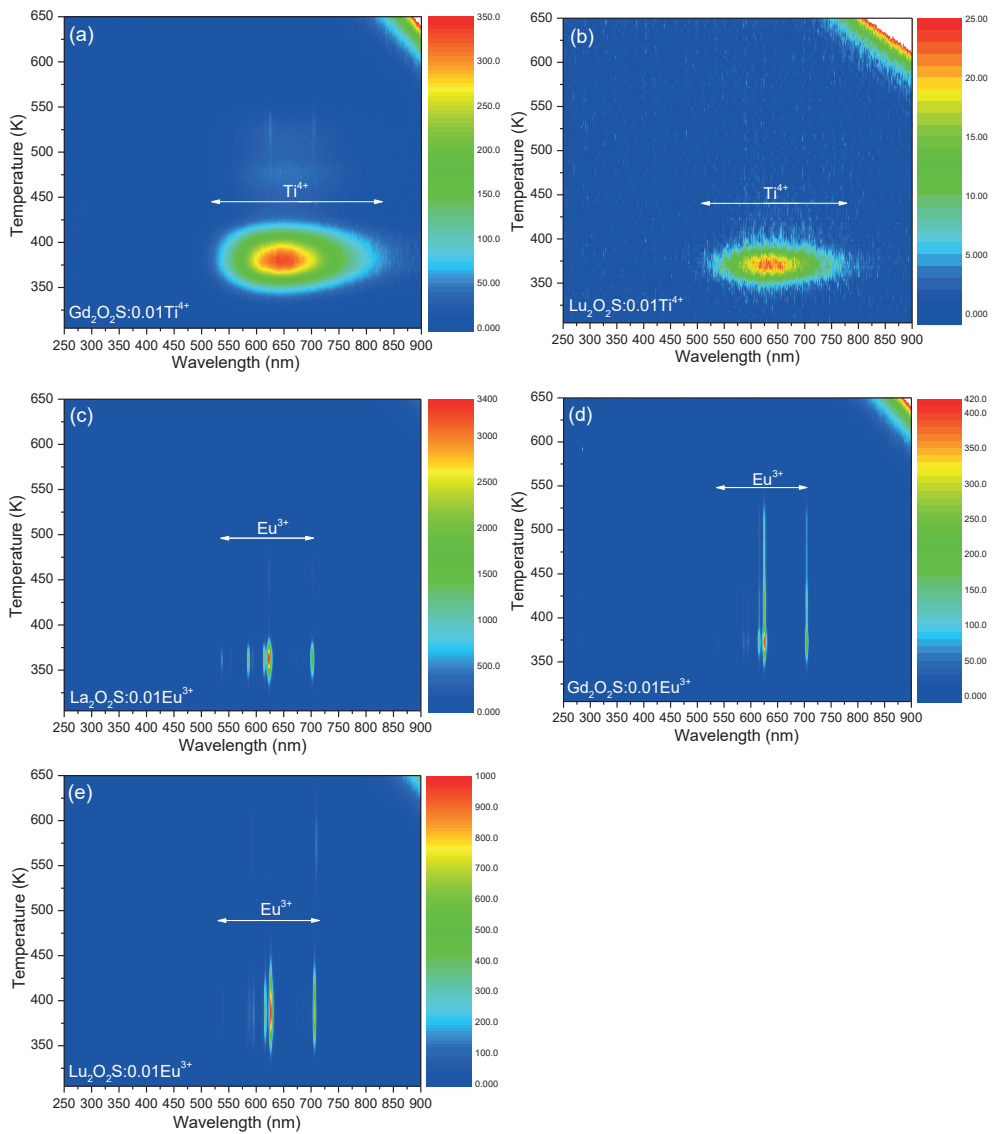 (a)
Temperature (K)
650
600
550
500
450
400
350
Ti⁴⁺
Gd₂O₂S:0.01Ti⁴⁺
250 300 350 400 450 500 550 600 650 700 750 800 850 900
Wavelength (nm)
350.0
300.0
250.0
200.0
150.0
100.0
50.00
0.000
(b)
Temperature (K)
650
600
550
500
450
400
350
Ti⁴⁺
Lu₂O₂S:0.01Ti⁴⁺
250 300 350 400 450 500 550 600 650 700 750 800 850 900
Wavelength (nm)
25.00
20.00
15.00
10.00
5.000
0.000
(c)
Temperature (K)
650
600
550
500
450
400
350
Eu³⁺
La₂O₂S:0.01Eu³⁺
250 300 350 400 450 500 550 600 650 700 750 800 850 900
Wavelength (nm)
3400
3000
2500
2000
1500
1000
500.0
0.000
(d)
Temperature (K)
650
600
550
500
450
400
350
Eu³⁺
Gd₂O₂S:0.01Eu³⁺
250 300 350 400 450 500 550 600 650 700 750 800 850 900
Wavelength (nm)
420.0
400.0
350.0
300.0
250.0
200.0
150.0
100.0
50.00
0.000
(e)
Temperature (K)
650
600
550
500
450
400
350
Eu³⁺
Lu₂O₂S:0.01Eu³⁺
250 300 350 400 450 500 550 600 650 700 750 800 850 900
Wavelength (nm)
1000
900.0
800.0
700.0
600.0
500.0
400.0
300.0
200.0
100.0
0.000